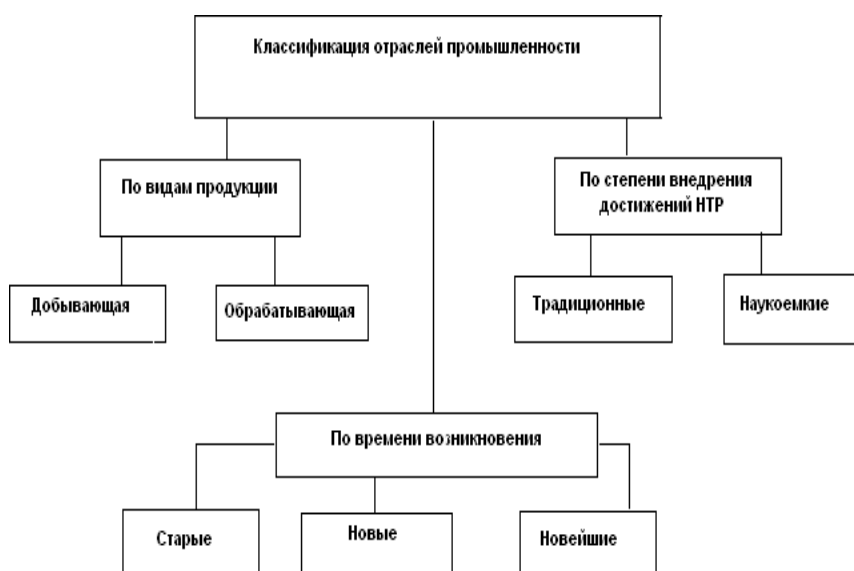 Классификация отраслей промышленности
По видам продукции
По степени внедрения
достижений НТР
Добывающая
Обрабатывающая
Традиционные
Наукоемкие
По времени возникновения
Старые
Новые
Новейшие